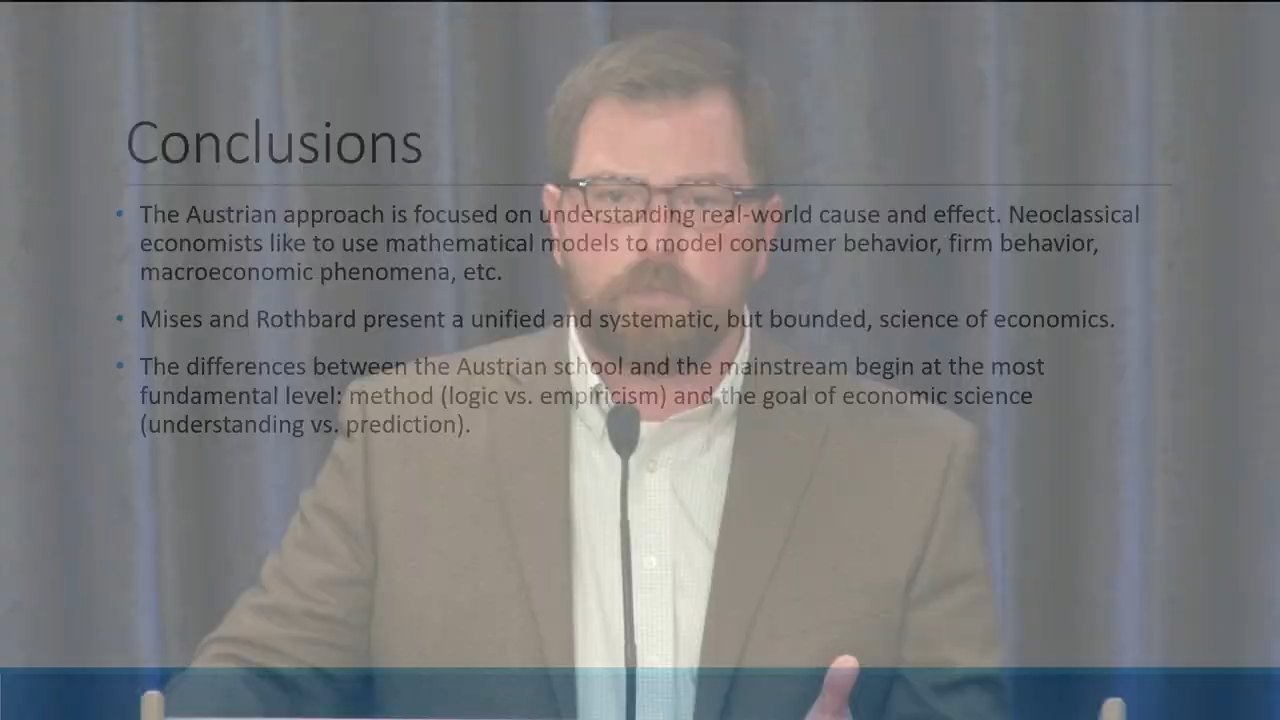 Conclusions
The Austrian approach is focused on understanding real-world cause and effect. Neoclassical
economists like to use mathematical models to model consumer behavior, firm behavior,
macroeconomic phenomena, etc.
Mises and Rothbard present a unified and systematic, but bounded, science of economics.
The differences between the Austrian school and the mainstream begin at the most
fundamental level: method (logic vs. empiricism) and the goal of economic science
(understanding vs. prediction).